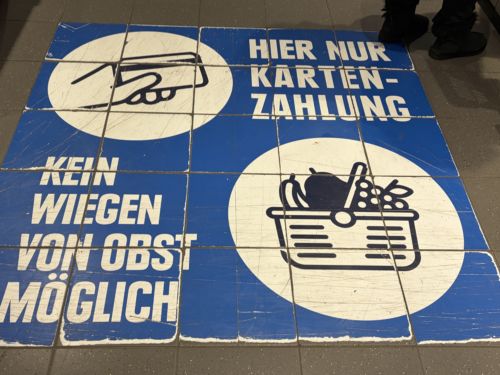 HIER NUR
KARTEN-
ZAHLUNG
KEIN
WIEGEN
VON OBST
MÖGLICH